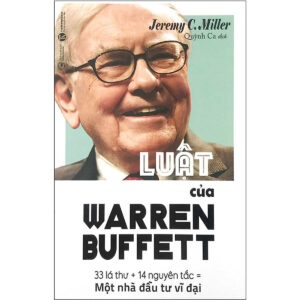 Jeremy C. Miller
Quỳnh Ca dịch
LUẬT
của
WARREN
BUFFETT
33 lá thư + 14 nguyên tắc =
Một nhà đầu tư vĩ đại